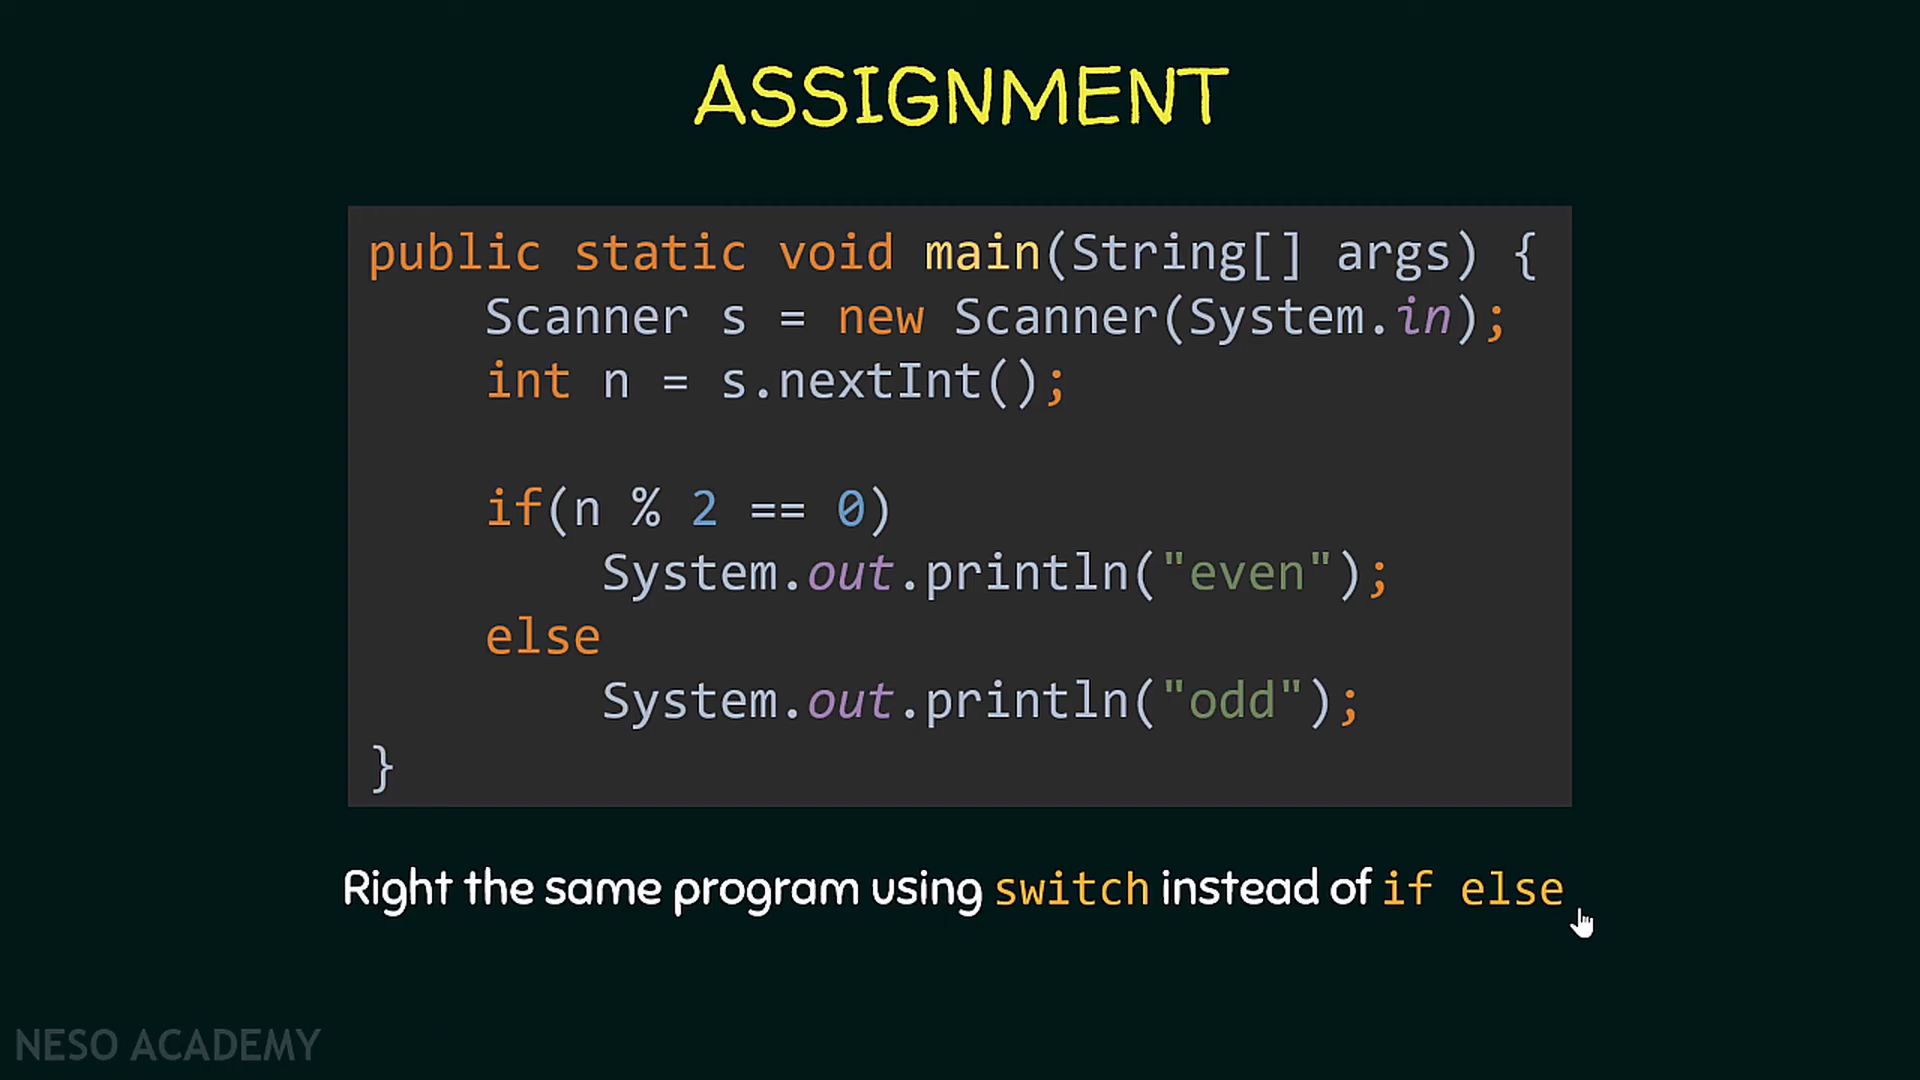 ASSIGNMENT
public static void main(String[] args) {
    Scanner s = new Scanner(System.in);
    int n = s.nextInt();
    if(n % 2 == 0)
        System.out.println("even");
    else
        System.out.println("odd");
}
Right the same program using switch instead of if else
NESO ACADEMY